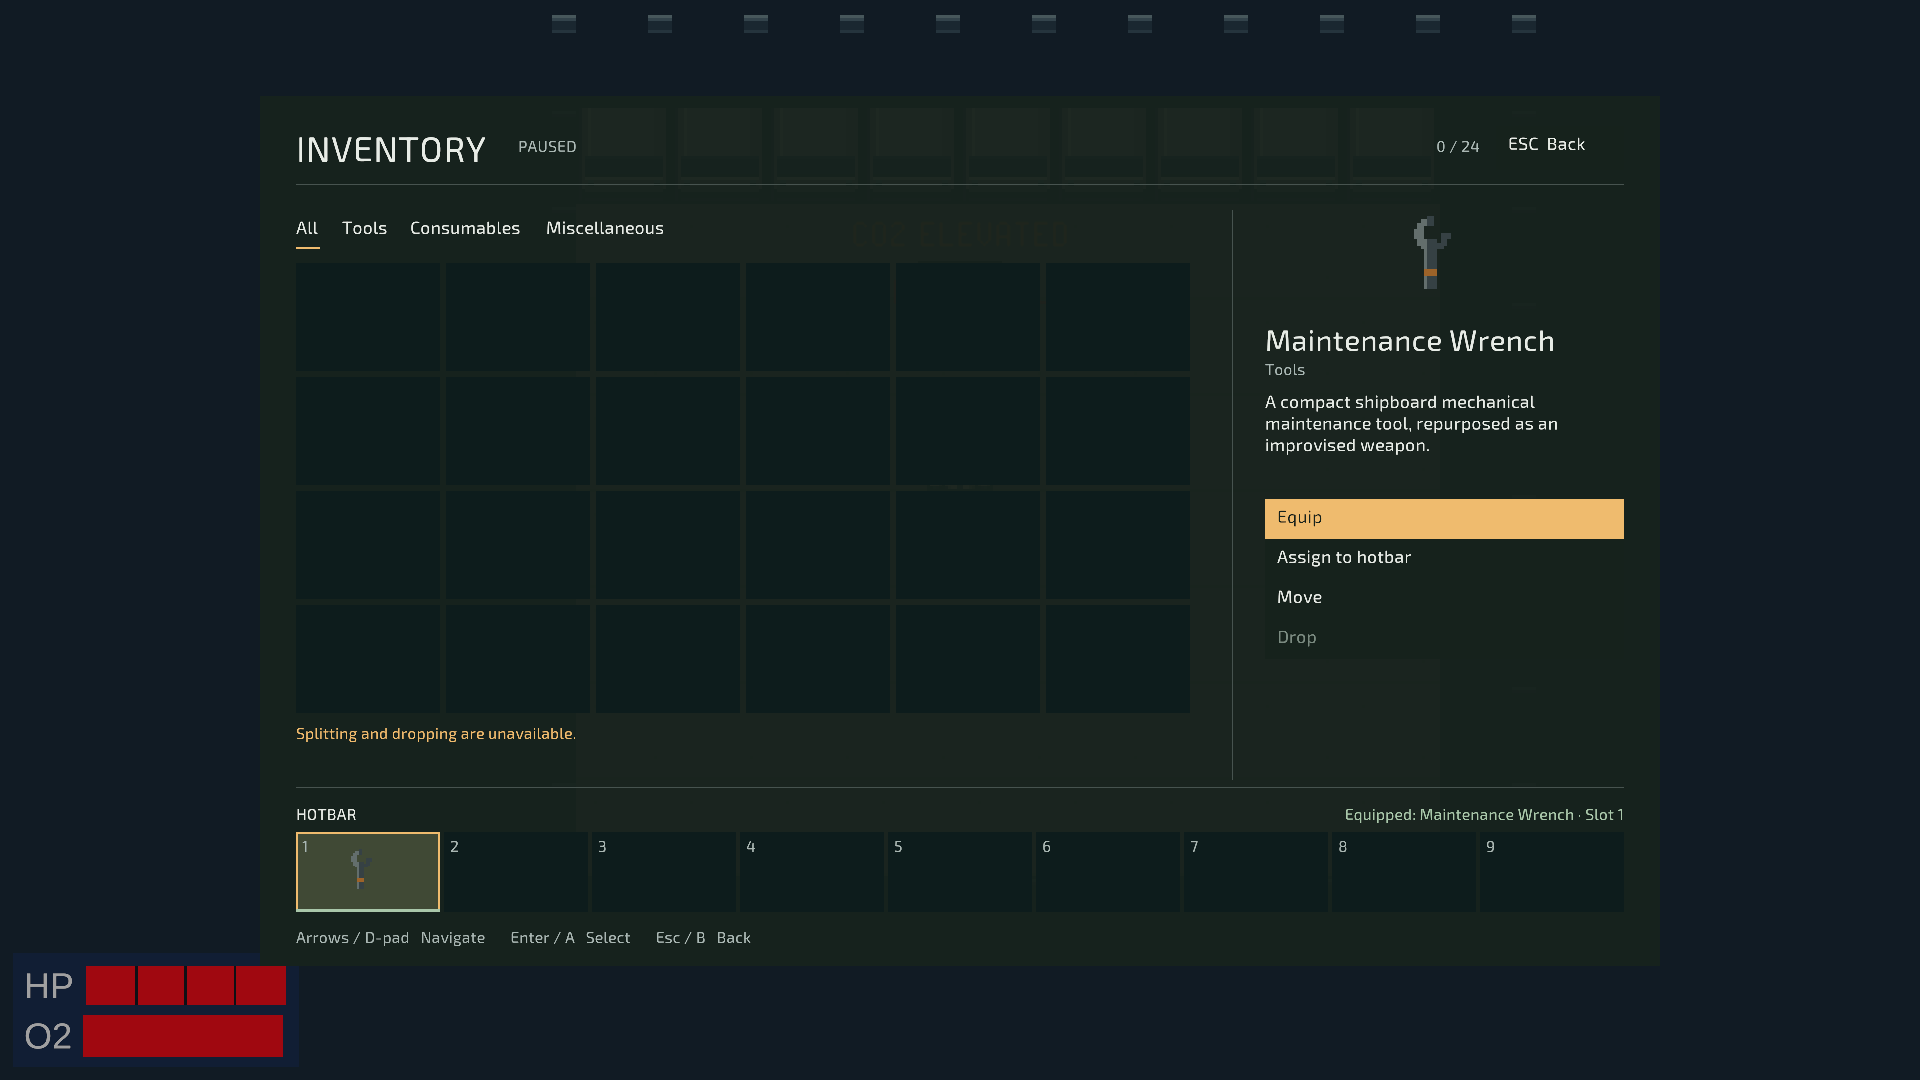 INVENTORY PAUSED 0 / 24 ESC Back
All Tools Consumables Miscellaneous
CO2 ELEVATED
Maintenance Wrench
Tools
A compact shipboard mechanical
maintenance tool, repurposed as an
improvised weapon.
Equip
Assign to hotbar
Move
Drop
Splitting and dropping are unavailable.
HOTBAR Equipped: Maintenance Wrench · Slot 1
1 2 3 4 5 6 7 8 9
Arrows / D-pad Navigate Enter / A Select Esc / B Back
HP
O2